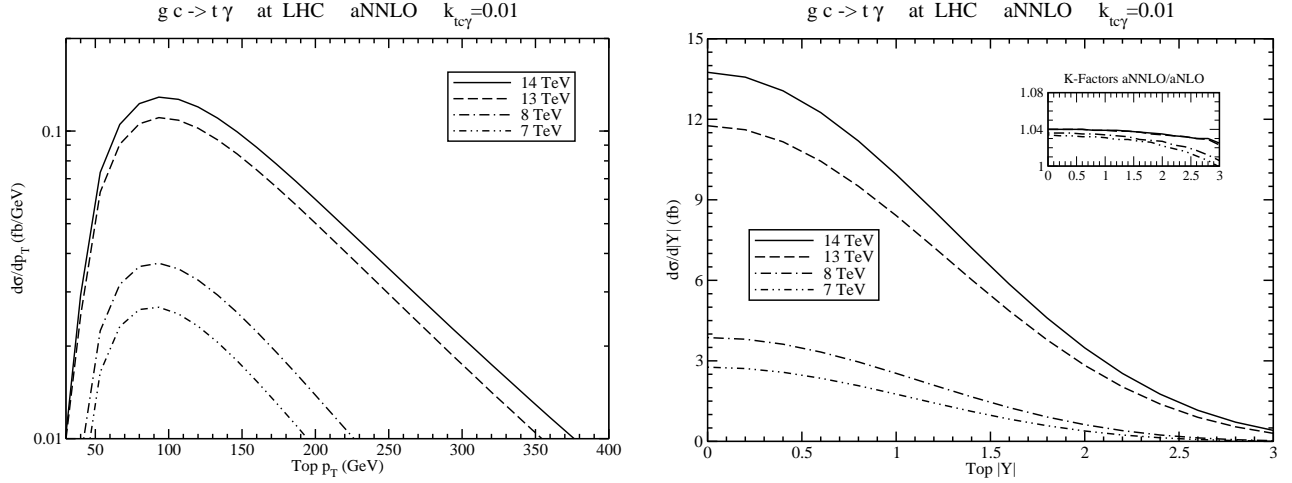 g c -> t γ at LHC aNNLO k_{tcγ}=0.01
14 TeV
13 TeV
8 TeV
7 TeV
0.1
0.01
dσ/dp_T (fb/GeV)
50 100 150 200 250 300 350 400
Top p_T (GeV)
g c -> t γ at LHC aNNLO k_{tcγ}=0.01
15
12
9
6
3
0
dσ/d|Y| (fb)
K-Factors aNNLO/aNLO
1.08
1.04
1
0 0.5 1 1.5 2 2.5 3
14 TeV
13 TeV
8 TeV
7 TeV
0 0.5 1 1.5 2 2.5 3
Top |Y|